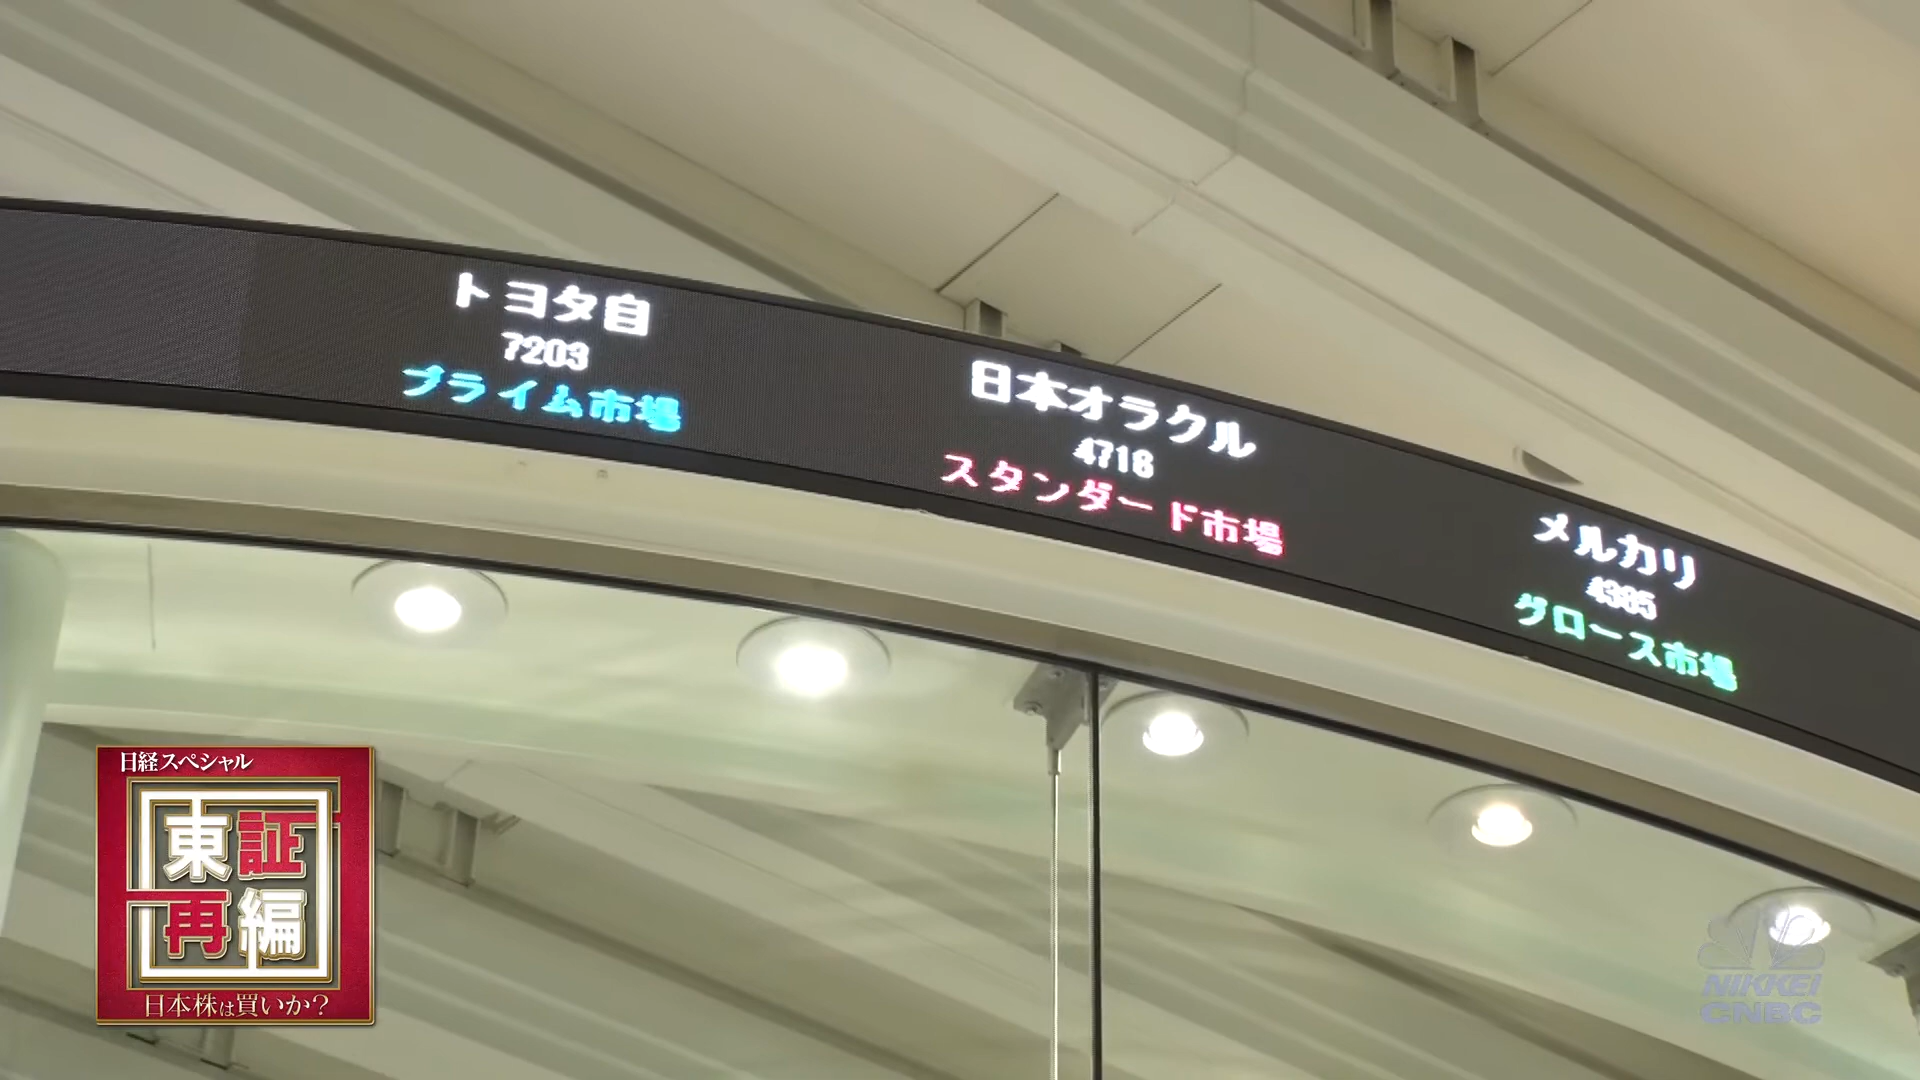 トヨタ自
7203
プライム市場
日本オラクル
4716
スタンダード市場
メルカリ
4385
グロース市場
日経スペシャル
東証
再編
日本株は買いか?
NIKKEI
CNBC